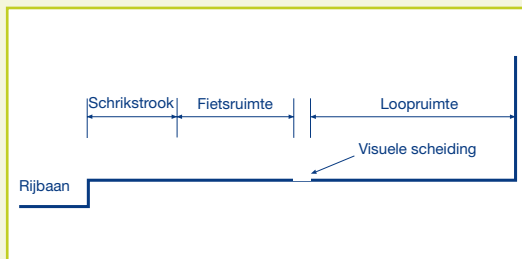 Schrikstrook
Fietsruimte
Loopruimte
Visuele scheiding
Rijbaan